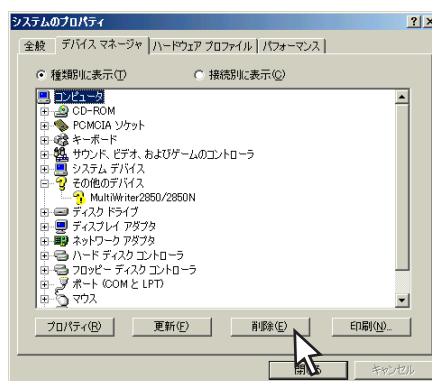 システムのプロパティ
全般 デバイス マネージャ ハードウェア プロファイル パフォーマンス
種類別に表示(T) 接続別に表示(C)
コンピュータ
CD-ROM
PCMCIA ソケット
キーボード
サウンド、ビデオ、およびゲームのコントローラ
システム デバイス
その他のデバイス
MultiWriter2850/2850N
ディスク ドライブ
ディスプレイ アダプタ
ネットワーク アダプタ
ハード ディスク コントローラ
フロッピー ディスク コントローラ
ポート (COM と LPT)
マウス
プロパティ(R) 更新(F) 削除(E) 印刷(N)...
キャンセル